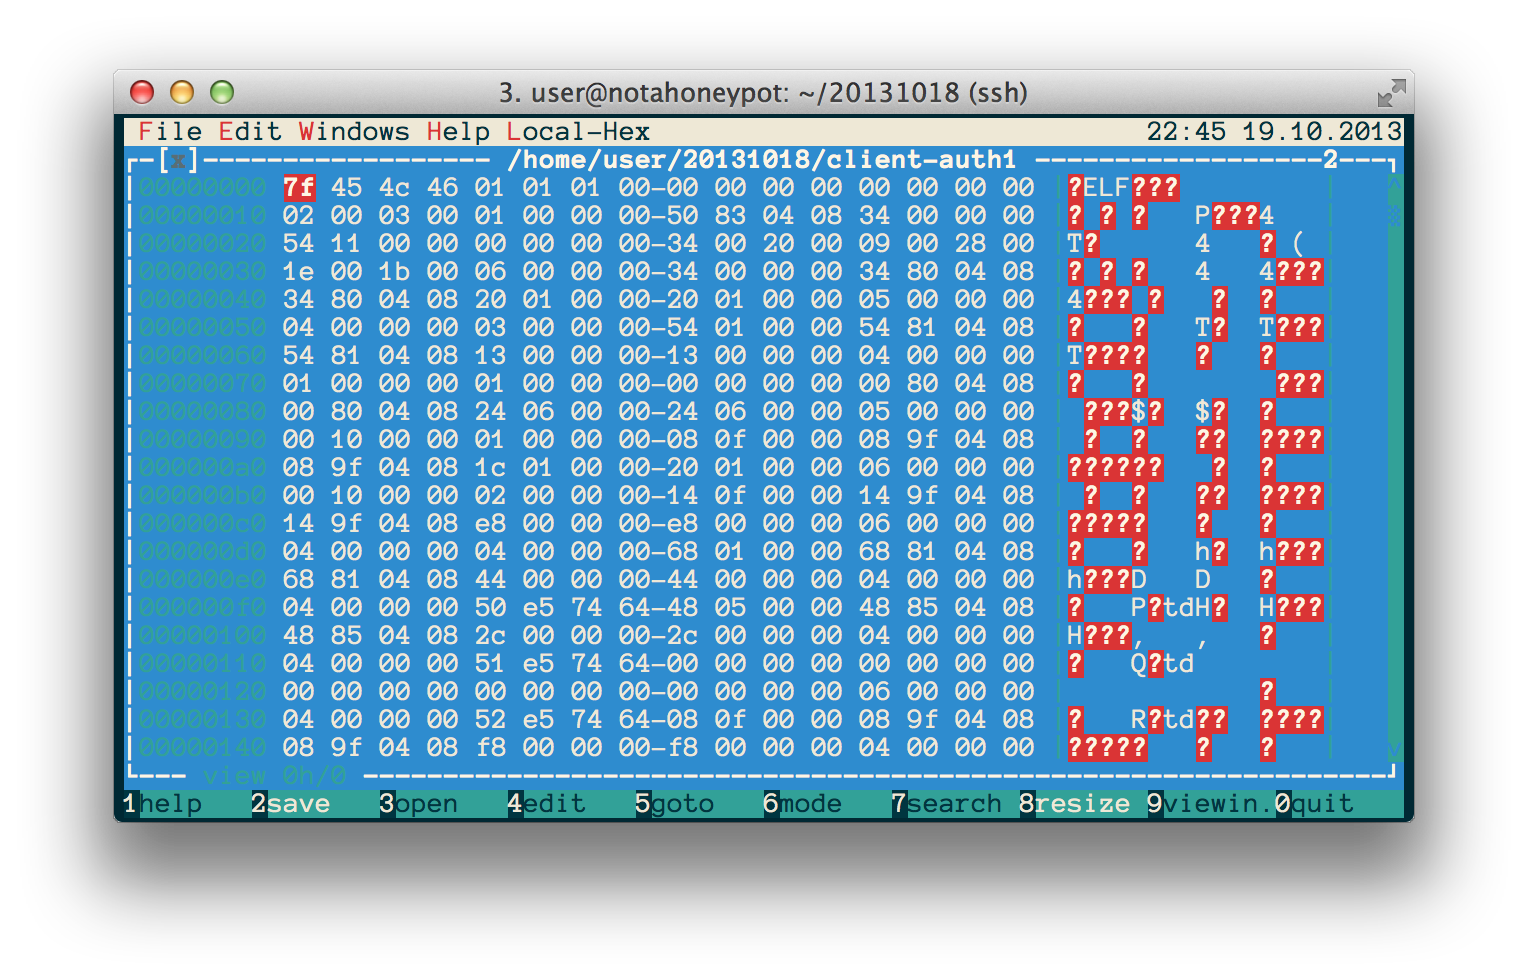 3. user@notahoneypot: ~/20131018 (ssh)
File Edit Windows Help Local-Hex 22:45 19.10.2013
[x] /home/user/20131018/client-auth1 2
00000000 7f 45 4c 46 01 01 01 00-00 00 00 00 00 00 00 00 ?ELF???
00000010 02 00 03 00 01 00 00 00-50 83 04 08 34 00 00 00 ? ? ?   P???4
00000020 54 11 00 00 00 00 00 00-34 00 20 00 09 00 28 00 T?      4   ? (
00000030 1e 00 1b 00 06 00 00 00-34 00 00 00 34 80 04 08 ? ? ?   4   4???
00000040 34 80 04 08 20 01 00 00-20 01 00 00 05 00 00 00 4??? ?   ?  ?
00000050 04 00 00 00 03 00 00 00-54 01 00 00 54 81 04 08 ?   ?   T?  T???
00000060 54 81 04 08 13 00 00 00-13 00 00 00 04 00 00 00 T????   ?   ?
00000070 01 00 00 00 01 00 00 00-00 00 00 00 00 80 04 08 ?   ?        ???
00000080 00 80 04 08 24 06 00 00-24 06 00 00 05 00 00 00  ???$?  $?  ?
00000090 00 10 00 00 01 00 00 00-08 0f 00 00 08 9f 04 08  ?  ?   ??  ????
000000a0 08 9f 04 08 1c 01 00 00-20 01 00 00 06 00 00 00 ??????   ?  ?
000000b0 00 10 00 00 02 00 00 00-14 0f 00 00 14 9f 04 08  ?  ?   ??  ????
000000c0 14 9f 04 08 e8 00 00 00-e8 00 00 00 06 00 00 00 ?????   ?   ?
000000d0 04 00 00 00 04 00 00 00-68 01 00 00 68 81 04 08 ?   ?   h?  h???
000000e0 68 81 04 08 44 00 00 00-44 00 00 00 04 00 00 00 h???D   D   ?
000000f0 04 00 00 00 50 e5 74 64-48 05 00 00 48 85 04 08 ?   P?tdH?  H???
00000100 48 85 04 08 2c 00 00 00-2c 00 00 00 04 00 00 00 H???,   ,   ?
00000110 04 00 00 00 51 e5 74 64-00 00 00 00 00 00 00 00 ?   Q?td
00000120 00 00 00 00 00 00 00 00-00 00 00 00 06 00 00 00             ?
00000130 04 00 00 00 52 e5 74 64-08 0f 00 00 08 9f 04 08 ?   R?td??  ????
00000140 08 9f 04 08 f8 00 00 00-f8 00 00 00 04 00 00 00 ?????   ?   ?
view 0h/0
1help 2save 3open 4edit 5goto 6mode 7search 8resize 9viewin. 0quit